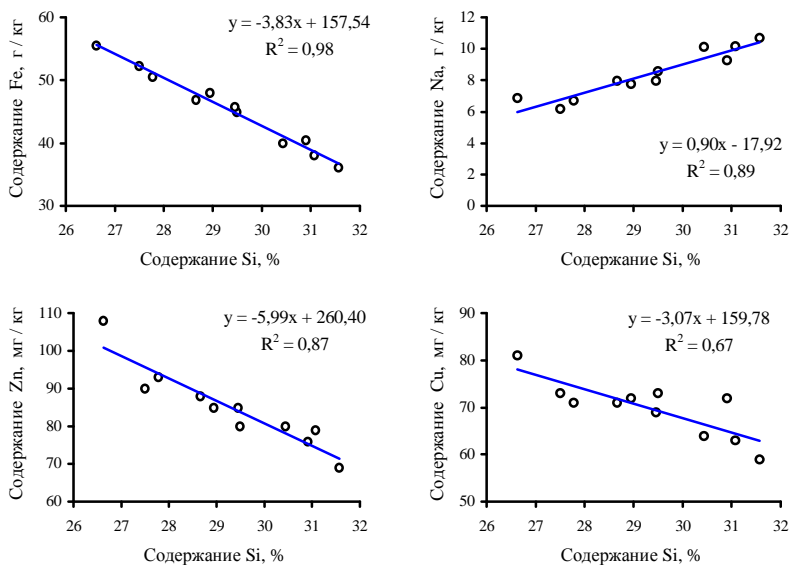 60
50
40
30
Содержание Fe, г / кг
y = -3,83x + 157,54
R² = 0,98
26 27 28 29 30 31 32
Содержание Si, %
12
10
8
6
4
2
0
Содержание Na, г / кг
y = 0,90x - 17,92
R² = 0,89
26 27 28 29 30 31 32
Содержание Si, %
110
100
90
80
70
60
Содержание Zn, мг / кг
y = -5,99x + 260,40
R² = 0,87
26 27 28 29 30 31 32
Содержание Si, %
90
80
70
60
50
Содержание Cu, мг / кг
y = -3,07x + 159,78
R² = 0,67
26 27 28 29 30 31 32
Содержание Si, %